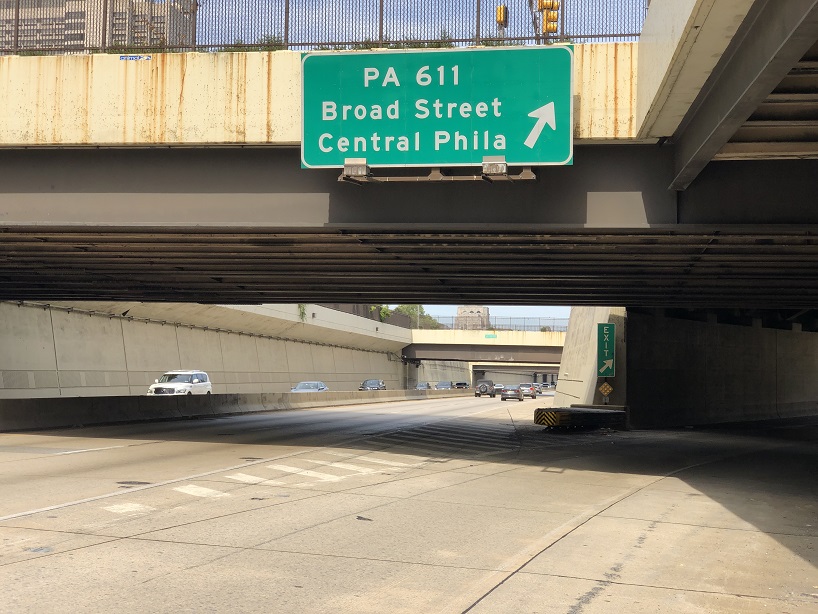 PA 611
Broad Street
Central Phila
EXIT